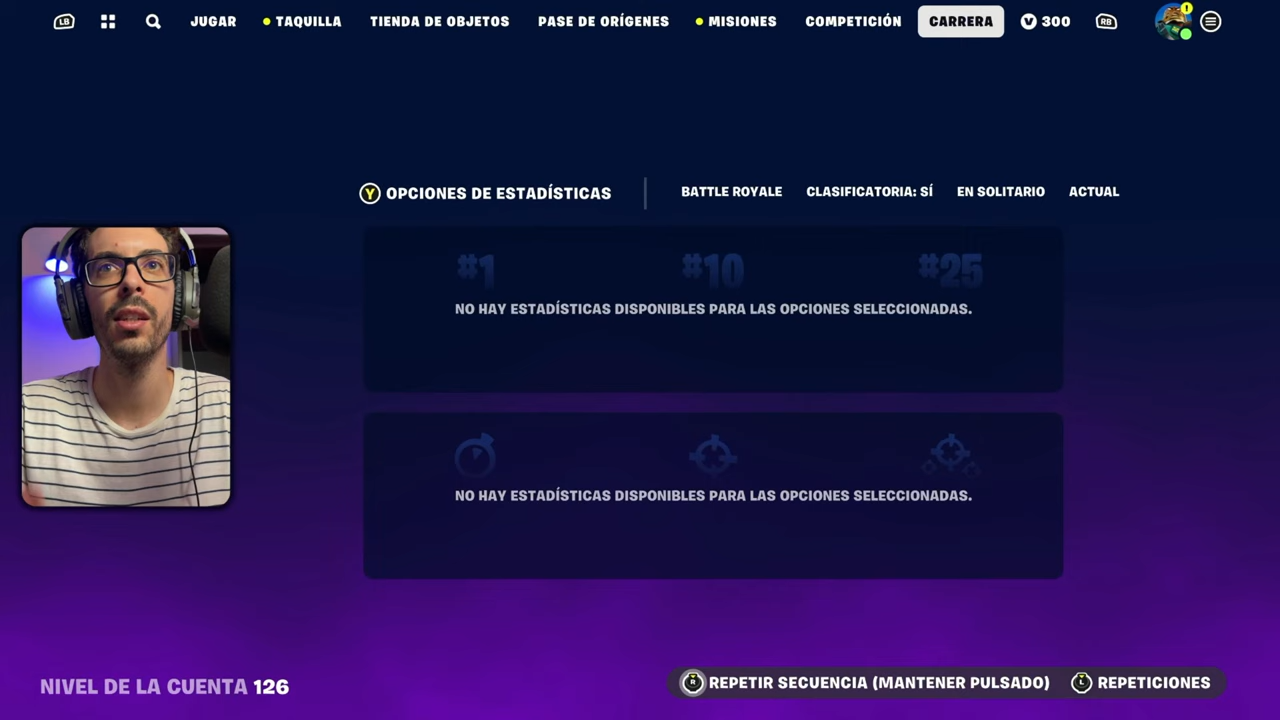 LB JUGAR TAQUILLA TIENDA DE OBJETOS PASE DE ORÍGENES MISIONES COMPETICIÓN CARRERA V 300 RB
Y OPCIONES DE ESTADÍSTICAS BATTLE ROYALE CLASIFICATORIA: SÍ EN SOLITARIO ACTUAL
#1 #10 #25
NO HAY ESTADÍSTICAS DISPONIBLES PARA LAS OPCIONES SELECCIONADAS.
NO HAY ESTADÍSTICAS DISPONIBLES PARA LAS OPCIONES SELECCIONADAS.
NIVEL DE LA CUENTA 126 R REPETIR SECUENCIA (MANTENER PULSADO) L REPETICIONES